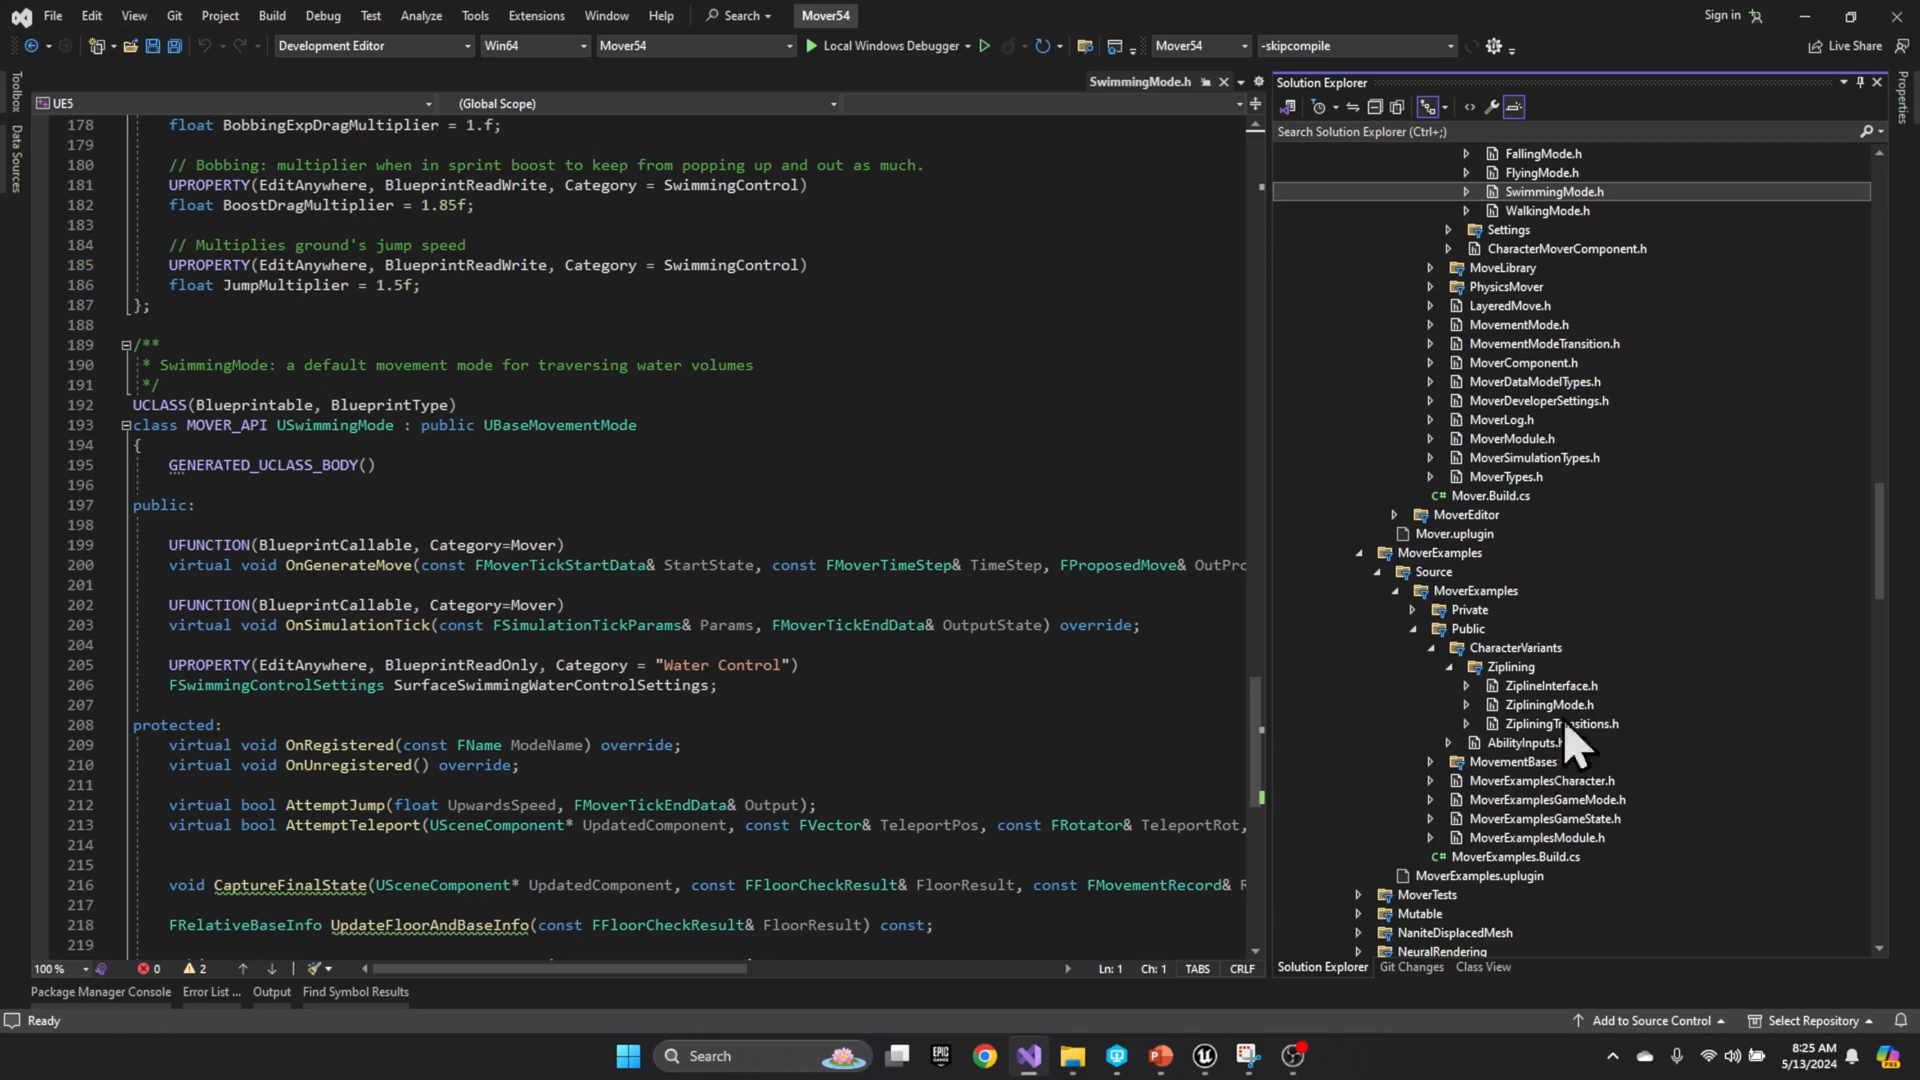 File Edit View Git Project Build Debug Test Analyze Tools Extensions Window Help Search Mover54 Sign in
Development Editor Win64 Mover54 Local Windows Debugger Mover54 -skipcompile Live Share
Toolbox
Data Sources
SwimmingMode.h
UE5 (Global Scope)
178 float BobbingExpDragMultiplier = 1.f;
179
180 // Bobbing: multiplier when in sprint boost to keep from popping up and out as much.
181 UPROPERTY(EditAnywhere, BlueprintReadWrite, Category = SwimmingControl)
182 float BoostDragMultiplier = 1.85f;
183
184 // Multiplies ground's jump speed
185 UPROPERTY(EditAnywhere, BlueprintReadWrite, Category = SwimmingControl)
186 float JumpMultiplier = 1.5f;
187 };
188
189 /**
190 * SwimmingMode: a default movement mode for traversing water volumes
191 */
192 UCLASS(Blueprintable, BlueprintType)
193 class MOVER_API USwimmingMode : public UBaseMovementMode
194 {
195 GENERATED_UCLASS_BODY()
196
197 public:
198
199 UFUNCTION(BlueprintCallable, Category=Mover)
200 virtual void OnGenerateMove(const FMoverTickStartData& StartState, const FMoverTimeStep& TimeStep, FProposedMove& OutPro
201
202 UFUNCTION(BlueprintCallable, Category=Mover)
203 virtual void OnSimulationTick(const FSimulationTickParams& Params, FMoverTickEndData& OutputState) override;
204
205 UPROPERTY(EditAnywhere, BlueprintReadOnly, Category = "Water Control")
206 FSwimmingControlSettings SurfaceSwimmingWaterControlSettings;
207
208 protected:
209 virtual void OnRegistered(const FName ModeName) override;
210 virtual void OnUnregistered() override;
211
212 virtual bool AttemptJump(float UpwardsSpeed, FMoverTickEndData& Output);
213 virtual bool AttemptTeleport(USceneComponent* UpdatedComponent, const FVector& TeleportPos, const FRotator& TeleportRot,
214
215
216 void CaptureFinalState(USceneComponent* UpdatedComponent, const FFloorCheckResult& FloorResult, const FMovementRecord& R
217
218 FRelativeBaseInfo UpdateFloorAndBaseInfo(const FFloorCheckResult& FloorResult) const;
219
100 % 0 2 Ln: 1 Ch: 1 TABS CRLF
Package Manager Console Error List ... Output Find Symbol Results
Solution Explorer
Search Solution Explorer (Ctrl+;)
FallingMode.h
FlyingMode.h
SwimmingMode.h
WalkingMode.h
Settings
CharacterMoverComponent.h
MoveLibrary
PhysicsMover
LayeredMove.h
MovementMode.h
MovementModeTransition.h
MoverComponent.h
MoverDataModelTypes.h
MoverDeveloperSettings.h
MoverLog.h
MoverModule.h
MoverSimulationTypes.h
MoverTypes.h
C# Mover.Build.cs
MoverEditor
Mover.uplugin
MoverExamples
Source
MoverExamples
Private
Public
CharacterVariants
Ziplining
ZiplineInterface.h
ZipliningMode.h
ZipliningTransitions.h
AbilityInputs.h
MovementBases
MoverExamplesCharacter.h
MoverExamplesGameMode.h
MoverExamplesGameState.h
MoverExamplesModule.h
C# MoverExamples.Build.cs
MoverExamples.uplugin
MoverTests
Mutable
NaniteDisplacedMesh
NeuralRendering
Solution Explorer Git Changes Class View
Properties
Ready Add to Source Control Select Repository
Search
EPIC GAMES
8:25 AM
5/13/2024
PRE